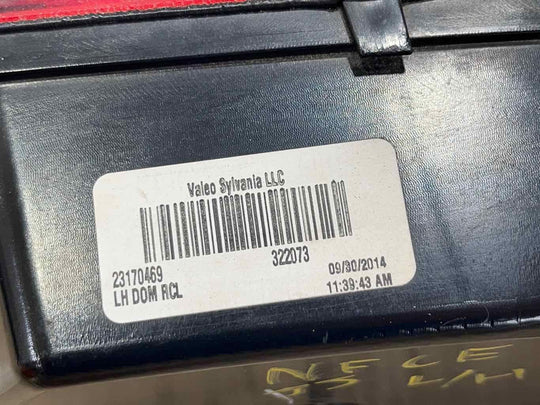 Valeo Sylvania LLC
322073
23170469
LH DOM RCL
09/30/2014
11:39:43 AM
L/H